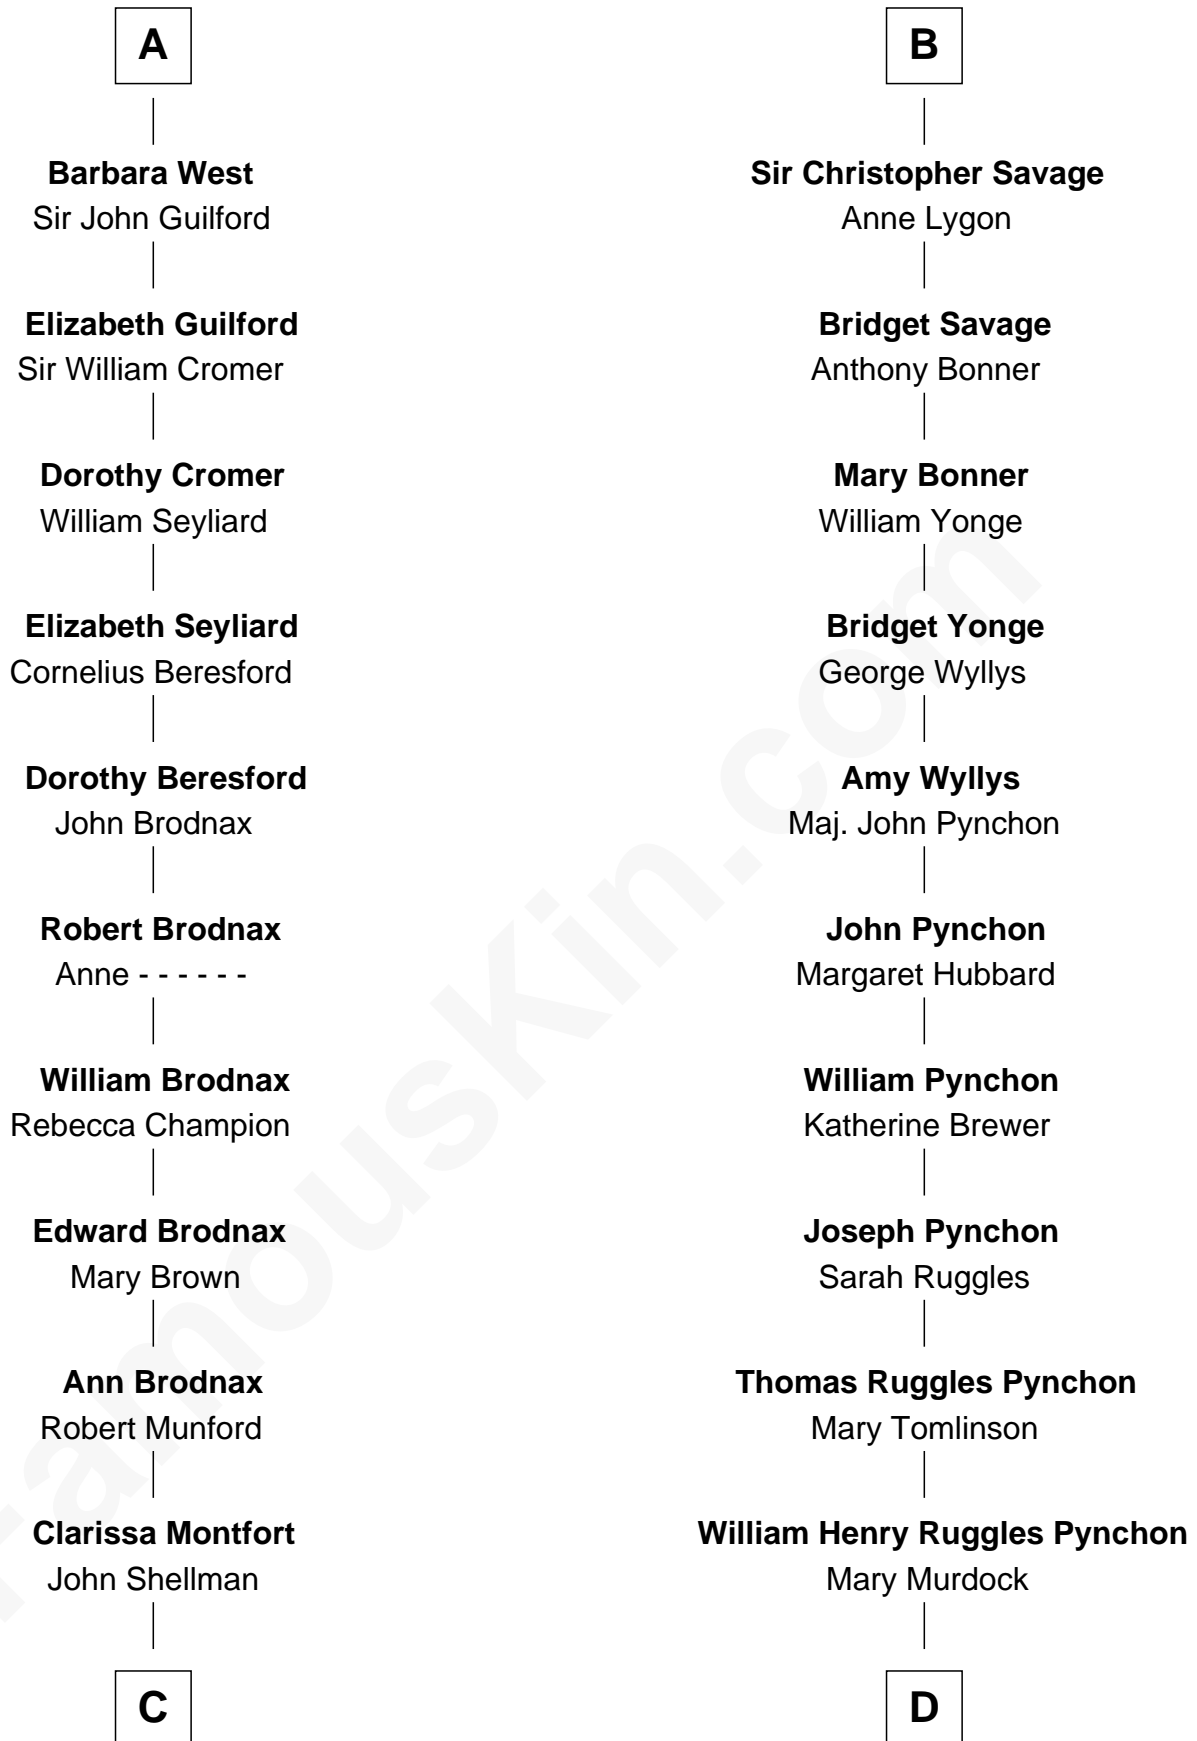 A
Barbara West
Sir John Guilford
Elizabeth Guilford
Sir William Cromer
Dorothy Cromer
William Seyliard
Elizabeth Seyliard
Cornelius Beresford
Dorothy Beresford
John Brodnax
Robert Brodnax
Anne - - - - - -
William Brodnax
Rebecca Champion
Edward Brodnax
Mary Brown
Ann Brodnax
Robert Munford
Clarissa Montfort
John Shellman
C
B
Sir Christopher Savage
Anne Lygon
Bridget Savage
Anthony Bonner
Mary Bonner
William Yonge
Bridget Yonge
George Wyllys
Amy Wyllys
Maj. John Pynchon
John Pynchon
Margaret Hubbard
William Pynchon
Katherine Brewer
Joseph Pynchon
Sarah Ruggles
Thomas Ruggles Pynchon
Mary Tomlinson
William Henry Ruggles Pynchon
Mary Murdock
D
FamousKin.com